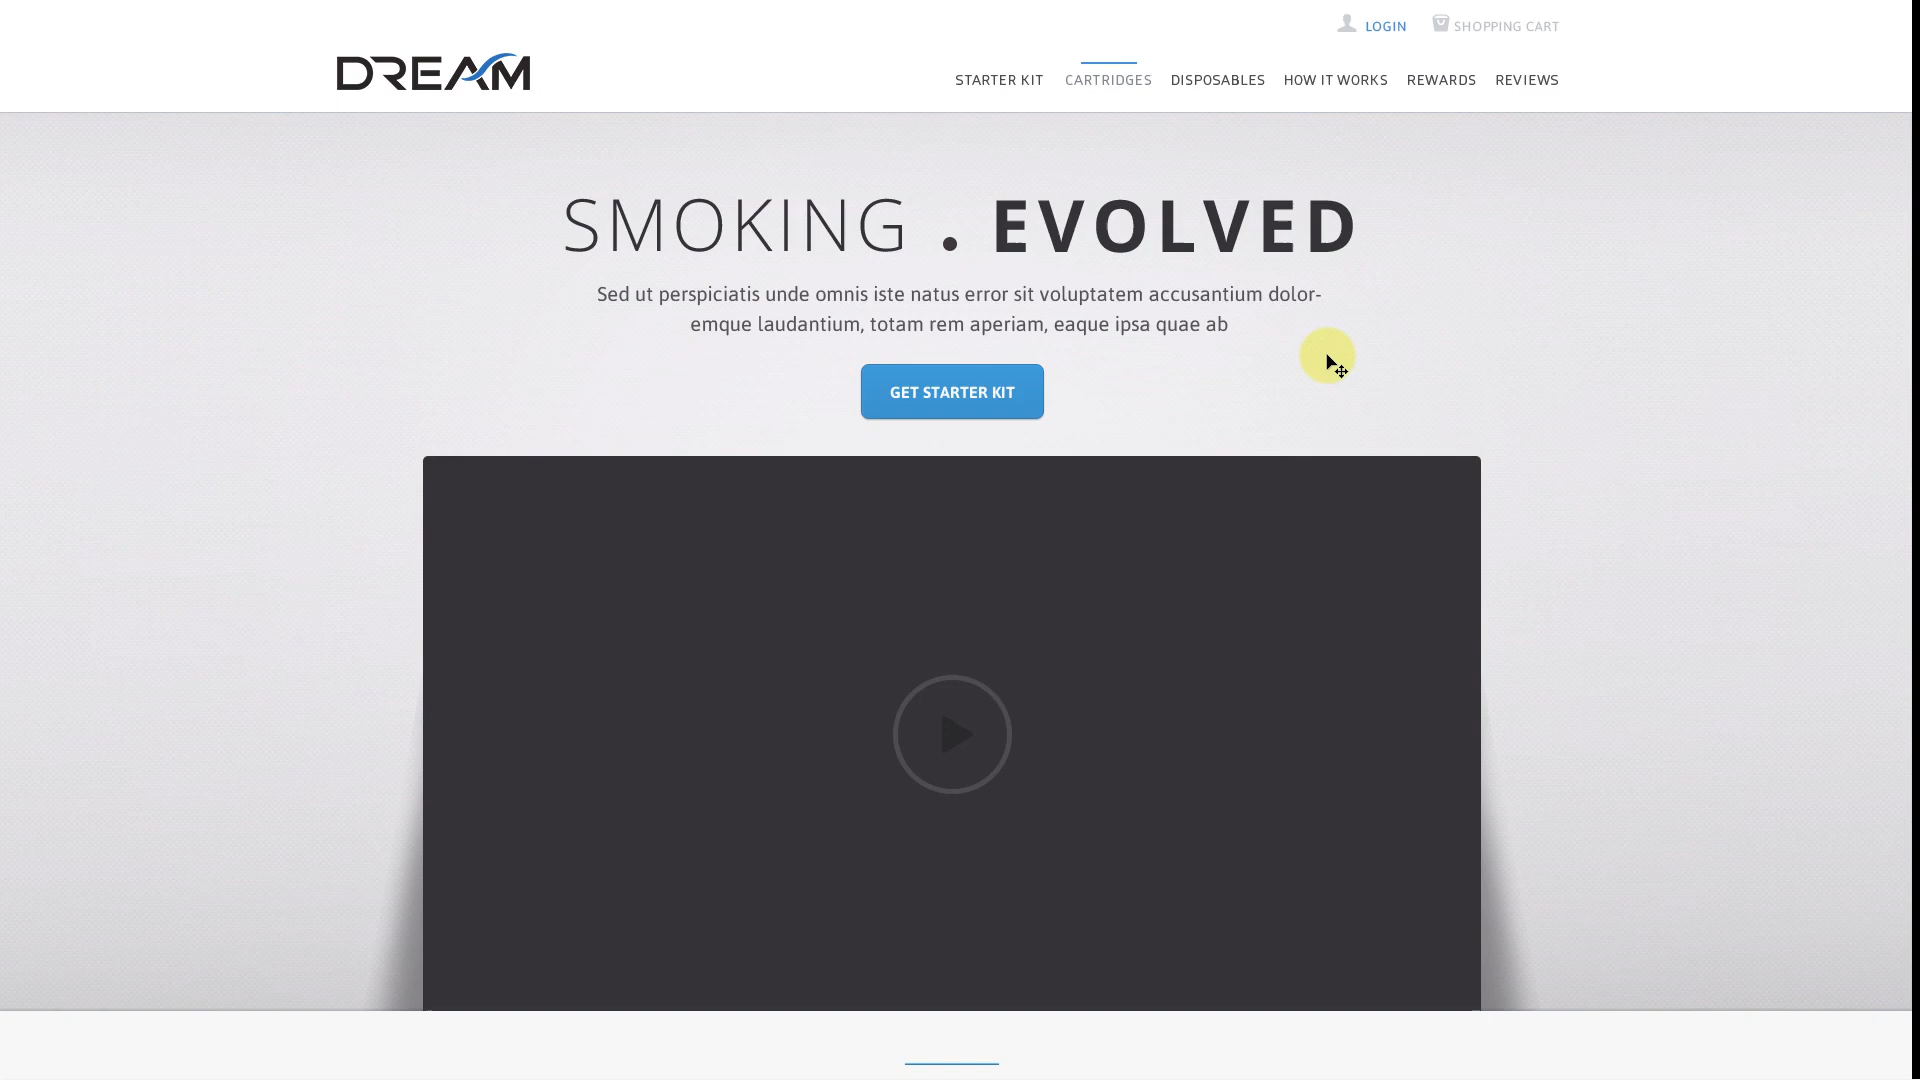 LOGIN SHOPPING CART
DREAM
STARTER KIT CARTRIDGES DISPOSABLES HOW IT WORKS REWARDS REVIEWS
SMOKING . EVOLVED
Sed ut perspiciatis unde omnis iste natus error sit voluptatem accusantium dolor-
emque laudantium, totam rem aperiam, eaque ipsa quae ab
GET STARTER KIT